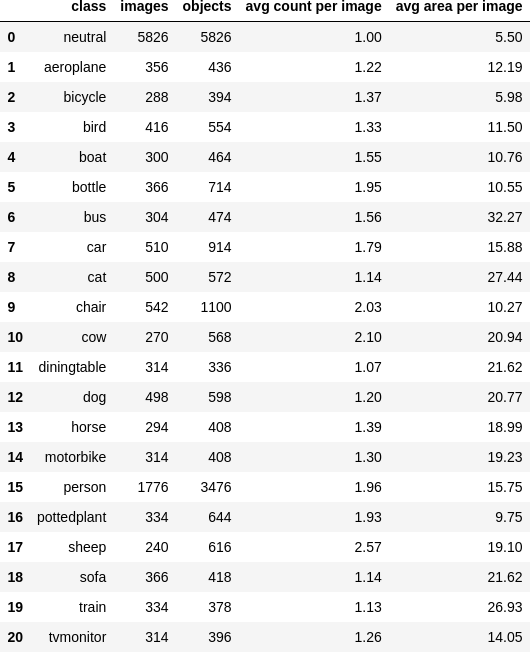 class images objects avg count per image avg area per image
0 neutral 5826 5826 1.00 5.50
1 aeroplane 356 436 1.22 12.19
2 bicycle 288 394 1.37 5.98
3 bird 416 554 1.33 11.50
4 boat 300 464 1.55 10.76
5 bottle 366 714 1.95 10.55
6 bus 304 474 1.56 32.27
7 car 510 914 1.79 15.88
8 cat 500 572 1.14 27.44
9 chair 542 1100 2.03 10.27
10 cow 270 568 2.10 20.94
11 diningtable 314 336 1.07 21.62
12 dog 498 598 1.20 20.77
13 horse 294 408 1.39 18.99
14 motorbike 314 408 1.30 19.23
15 person 1776 3476 1.96 15.75
16 pottedplant 334 644 1.93 9.75
17 sheep 240 616 2.57 19.10
18 sofa 366 418 1.14 21.62
19 train 334 378 1.13 26.93
20 tvmonitor 314 396 1.26 14.05